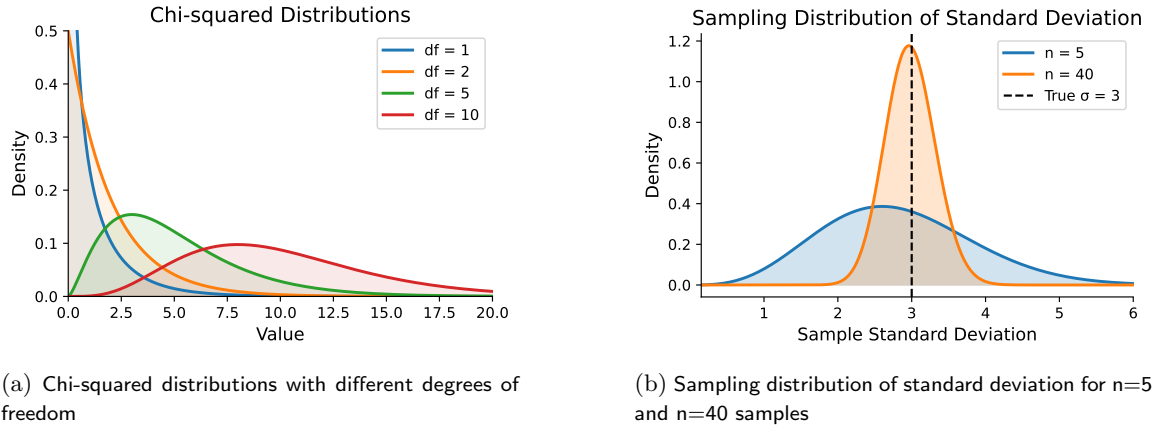 Chi-squared Distributions
Density
0.5
0.4
0.3
0.2
0.1
0.0
df = 1
df = 2
df = 5
df = 10
0.0 2.5 5.0 7.5 10.0 12.5 15.0 17.5 20.0
Value
(a) Chi-squared distributions with different degrees of
freedom
Sampling Distribution of Standard Deviation
Density
1.2
1.0
0.8
0.6
0.4
0.2
0.0
n = 5
n = 40
True σ = 3
1 2 3 4 5 6
Sample Standard Deviation
(b) Sampling distribution of standard deviation for n=5
and n=40 samples